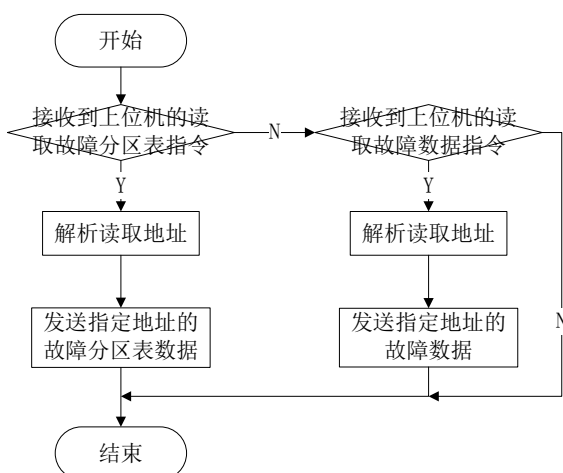 开始
接收到上位机的读
取故障分区表指令
N
接收到上位机的读
取故障数据指令
Y
Y
解析读取地址
解析读取地址
N
发送指定地址的
故障分区表数据
发送指定地址的
故障数据
结束